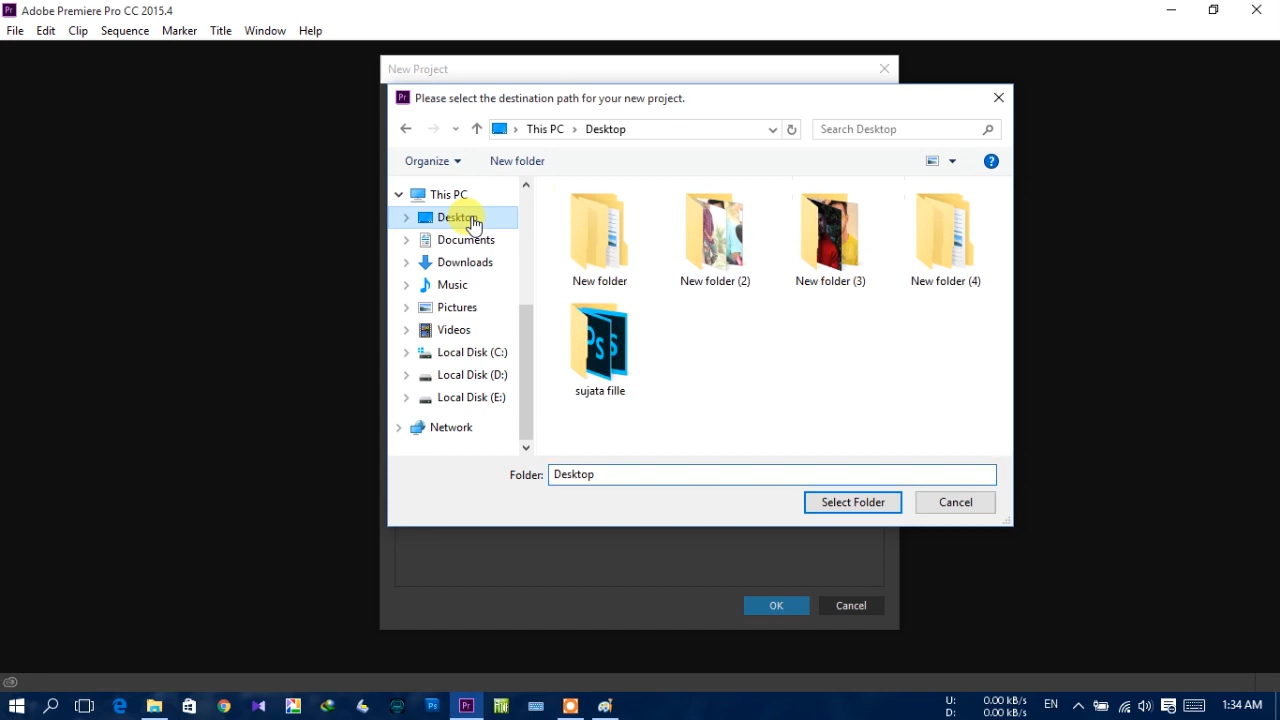 Pr Adobe Premiere Pro CC 2015.4
File Edit Clip Sequence Marker Title Window Help
New Project
Pr Please select the destination path for your new project.
This PC Desktop
Search Desktop
Organize New folder
This PC
Desktop
Documents
Downloads
Music
Pictures
Videos
Local Disk (C:)
Local Disk (D:)
Local Disk (E:)
Network
New folder
New folder (2)
New folder (3)
New folder (4)
Ps S
sujata fille
Folder: Desktop
Select Folder Cancel
OK Cancel
U: 0.00 kB/s
D: 0.00 kB/s
EN
1:34 AM